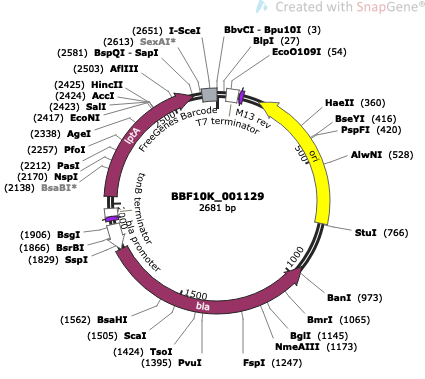 Created with SnapGene®
(2651) I-SceI
(2613) SexAI*
(2581) BspQI - SapI
(2503) AflIII
(2425) HincII
(2424) AccI
(2423) SalI
(2417) EcoNI
(2338) AgeI
(2257) PfoI
(2212) PasI
(2170) NspI
(2138) BsaBI*
(1906) BsgI
(1866) BsrBI
(1829) SspI
(1562) BsaHI
(1505) ScaI
(1424) TsoI
(1395) PvuI
BbvCI - Bpu10I (3)
BlpI (27)
EcoO109I (54)
HaeII (360)
BseYI (416)
PspFI (420)
AlwNI (528)
StuI (766)
BanI (973)
BmrI (1065)
BglI (1145)
NmeAIII (1173)
FspI (1247)
FreeGenes Barcode
T7 terminator
M13 rev
ori
lptA
tonB terminator
bla promoter
bla
500
1000
1500
2000
2500
BBF10K_001129
2681 bp